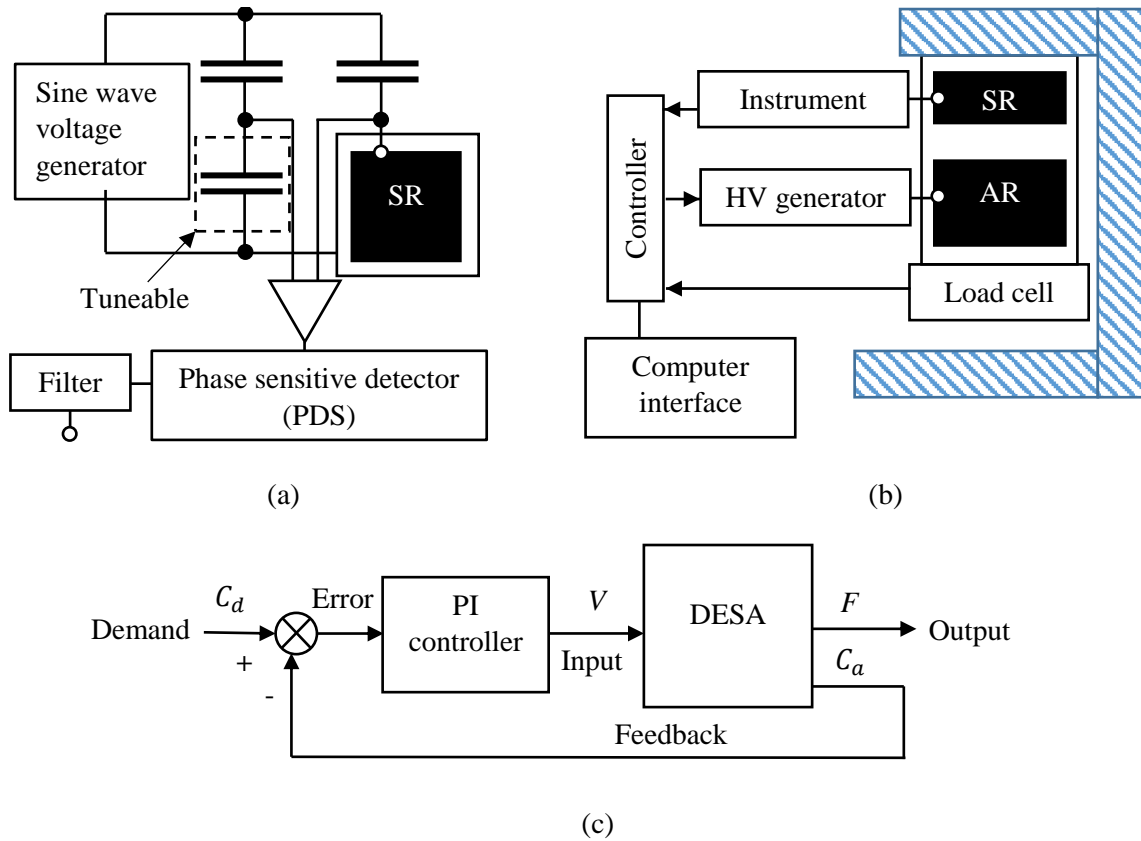 Sine wave
voltage
generator
SR
Tuneable
Filter
Phase sensitive detector
(PDS)
(a)
Instrument
SR
Controller
HV generator
AR
Load cell
Computer
interface
(b)
Demand
C_d
+
-
Error
PI
controller
V
Input
DESA
F
C_a
Output
Feedback
(c)